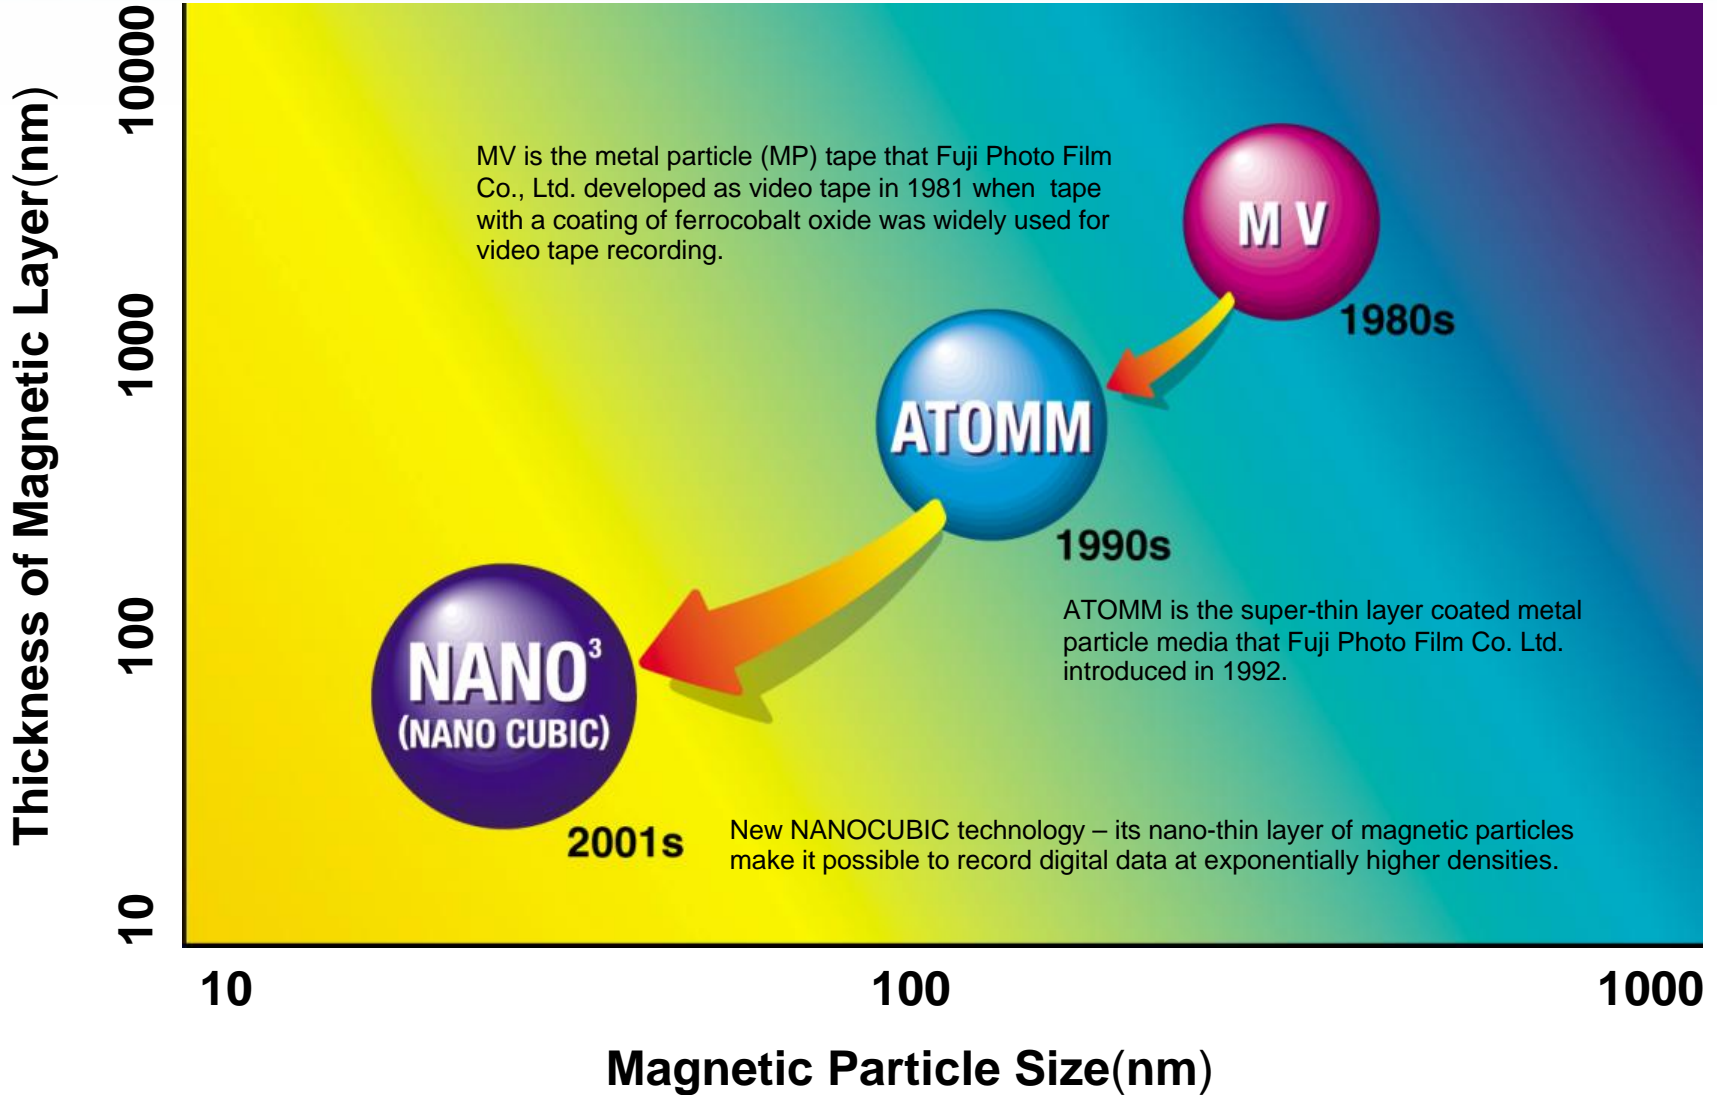 Thickness of Magnetic Layer(nm)
10000
1000
100
10
MV is the metal particle (MP) tape that Fuji Photo Film
Co., Ltd. developed as video tape in 1981 when tape
with a coating of ferrocobalt oxide was widely used for
video tape recording.
M V
1980s
ATOMM
1990s
ATOMM is the super-thin layer coated metal
particle media that Fuji Photo Film Co. Ltd.
introduced in 1992.
NANO³
(NANO CUBIC)
2001s
New NANOCUBIC technology – its nano-thin layer of magnetic particles
make it possible to record digital data at exponentially higher densities.
10
100
1000
Magnetic Particle Size(nm)